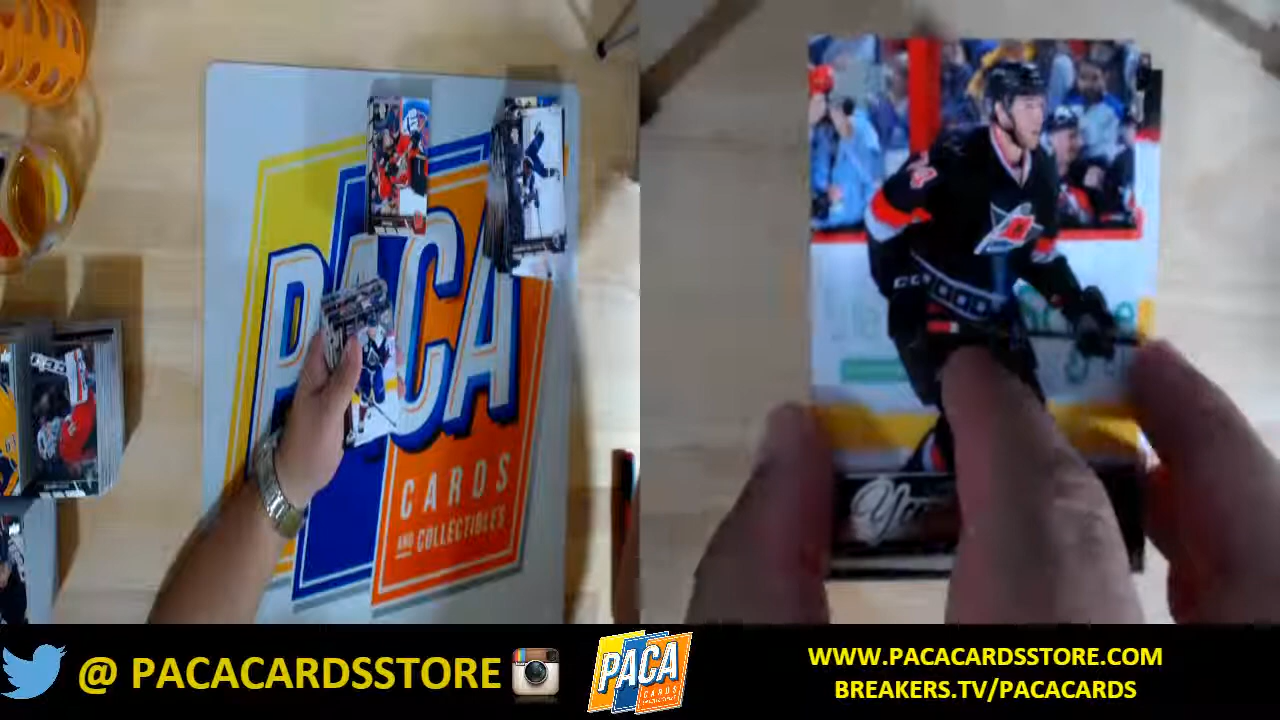 PACA
CARDS
AND COLLECTIBLES
@ PACACARDSSTORE
PACA
CARDS
WWW.PACACARDSSTORE.COM
BREAKERS.TV/PACACARDS